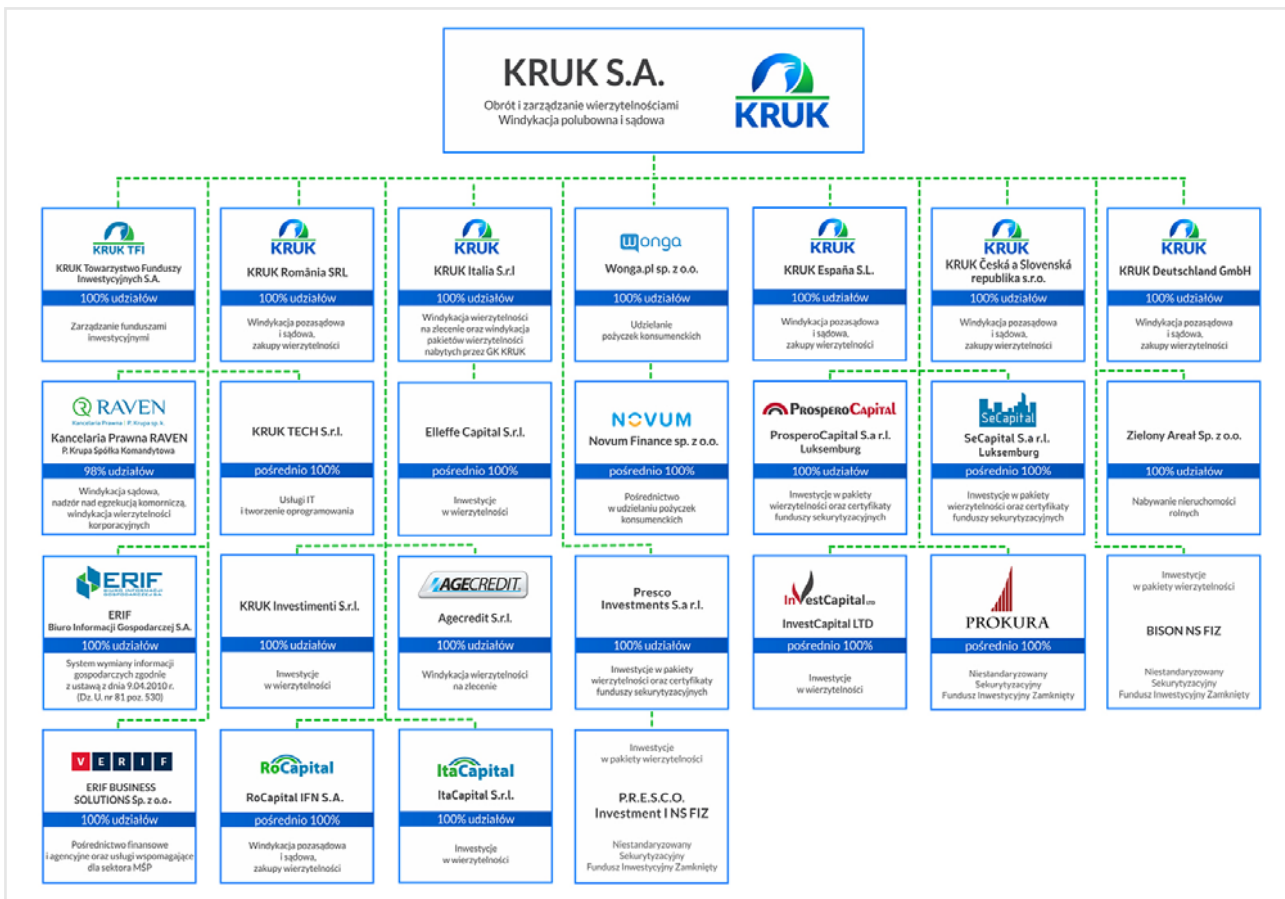 KRUK S.A.
Obrót i zarządzanie wierzytelnościami
Windykacja polubowna i sądowa
KRUK
KRUK TFI
KRUK Towarzystwo Funduszy
Inwestycyjnych S.A.
100% udziałów
Zarządzanie funduszami
inwestycyjnymi
KRUK
KRUK România SRL
100% udziałów
Windykacja pozasądowa
i sądowa,
zakupy wierzytelności
KRUK
KRUK Italia S.r.l
100% udziałów
Windykacja wierzytelności
na zlecenie oraz windykacja
pakietów wierzytelności
nabytych przez GK KRUK
wonga
Wonga.pl sp. z o.o.
100% udziałów
Udzielanie
pożyczek konsumenckich
KRUK
KRUK España S.L.
100% udziałów
Windykacja pozasądowa
i sądowa,
zakupy wierzytelności
KRUK
KRUK Česká a Slovenská
republika s.r.o.
100% udziałów
Windykacja pozasądowa
i sądowa,
zakupy wierzytelności
KRUK
KRUK Deutschland GmbH
100% udziałów
Windykacja pozasądowa
i sądowa,
zakupy wierzytelności
RAVEN
Kancelaria Prawna | P. Krupa sp. k.
Kancelaria Prawna RAVEN
P. Krupa Spółka Komandytowa
98% udziałów
Windykacja sądowa,
nadzór nad egzekucją komorniczą,
windykacja wierzytelności
korporacyjnych
KRUK TECH S.r.l.
pośrednio 100%
Usługi IT
i tworzenie oprogramowania
Elleffe Capital S.r.l.
pośrednio 100%
Inwestycje
w wierzytelności
NOVUM
Novum Finance sp. z o.o.
pośrednio 100%
Pośrednictwo
w udzielaniu pożyczek
konsumenckich
PROSPEROCAPITAL
ProsperoCapital S.a r.l.
Luksemburg
100% udziałów
Inwestycje w pakiety
wierzytelności oraz certyfikaty
funduszy sekurytyzacyjnych
SeCapital
SeCapital S.a r.l.
Luksemburg
pośrednio 100%
Inwestycje w pakiety
wierzytelności oraz certyfikaty
funduszy sekurytyzacyjnych
Zielony Areał Sp. z o.o.
100% udziałów
Nabywanie nieruchomości
rolnych
ERIF
BIURO INFORMACJI
GOSPODARCZEJ S.A.
ERIF
Biuro Informacji Gospodarczej S.A.
100% udziałów
System wymiany informacji
gospodarczych zgodnie
z ustawą z dnia 9.04.2010 r.
(Dz. U. nr 81 poz. 530)
KRUK Investimenti S.r.l.
100% udziałów
Inwestycje
w wierzytelności
AGECREDIT.
Agecredit S.r.l.
100% udziałów
Windykacja wierzytelności
na zlecenie
Presco
Investments S.a r.l.
100% udziałów
Inwestycje w pakiety
wierzytelności oraz certyfikaty
funduszy sekurytyzacyjnych
InVestCapital LTD
InvestCapital LTD
pośrednio 100%
Inwestycje
w wierzytelności
PROKURA
pośrednio 100%
Niestandaryzowany
Sekurytyzacyjny
Fundusz Inwestycyjny Zamknięty
Inwestycje
w pakiety wierzytelności
BISON NS FIZ
Niestandaryzowany
Sekurytyzacyjny
Fundusz Inwestycyjny Zamknięty
VERIF
ERIF BUSINESS
SOLUTIONS Sp. z o.o.
100% udziałów
Pośrednictwo finansowe
i agencyjne oraz usługi wspomagające
dla sektora MŚP
RoCapital
RoCapital IFN S.A.
pośrednio 100%
Windykacja pozasądowa
i sądowa,
zakupy wierzytelności
ItaCapital
ItaCapital S.r.l.
100% udziałów
Inwestycje
w wierzytelności
Inwestycje
w pakiety wierzytelności
P.R.E.S.C.O.
Investment I NS FIZ
Niestandaryzowany
Sekurytyzacyjny
Fundusz Inwestycyjny Zamknięty